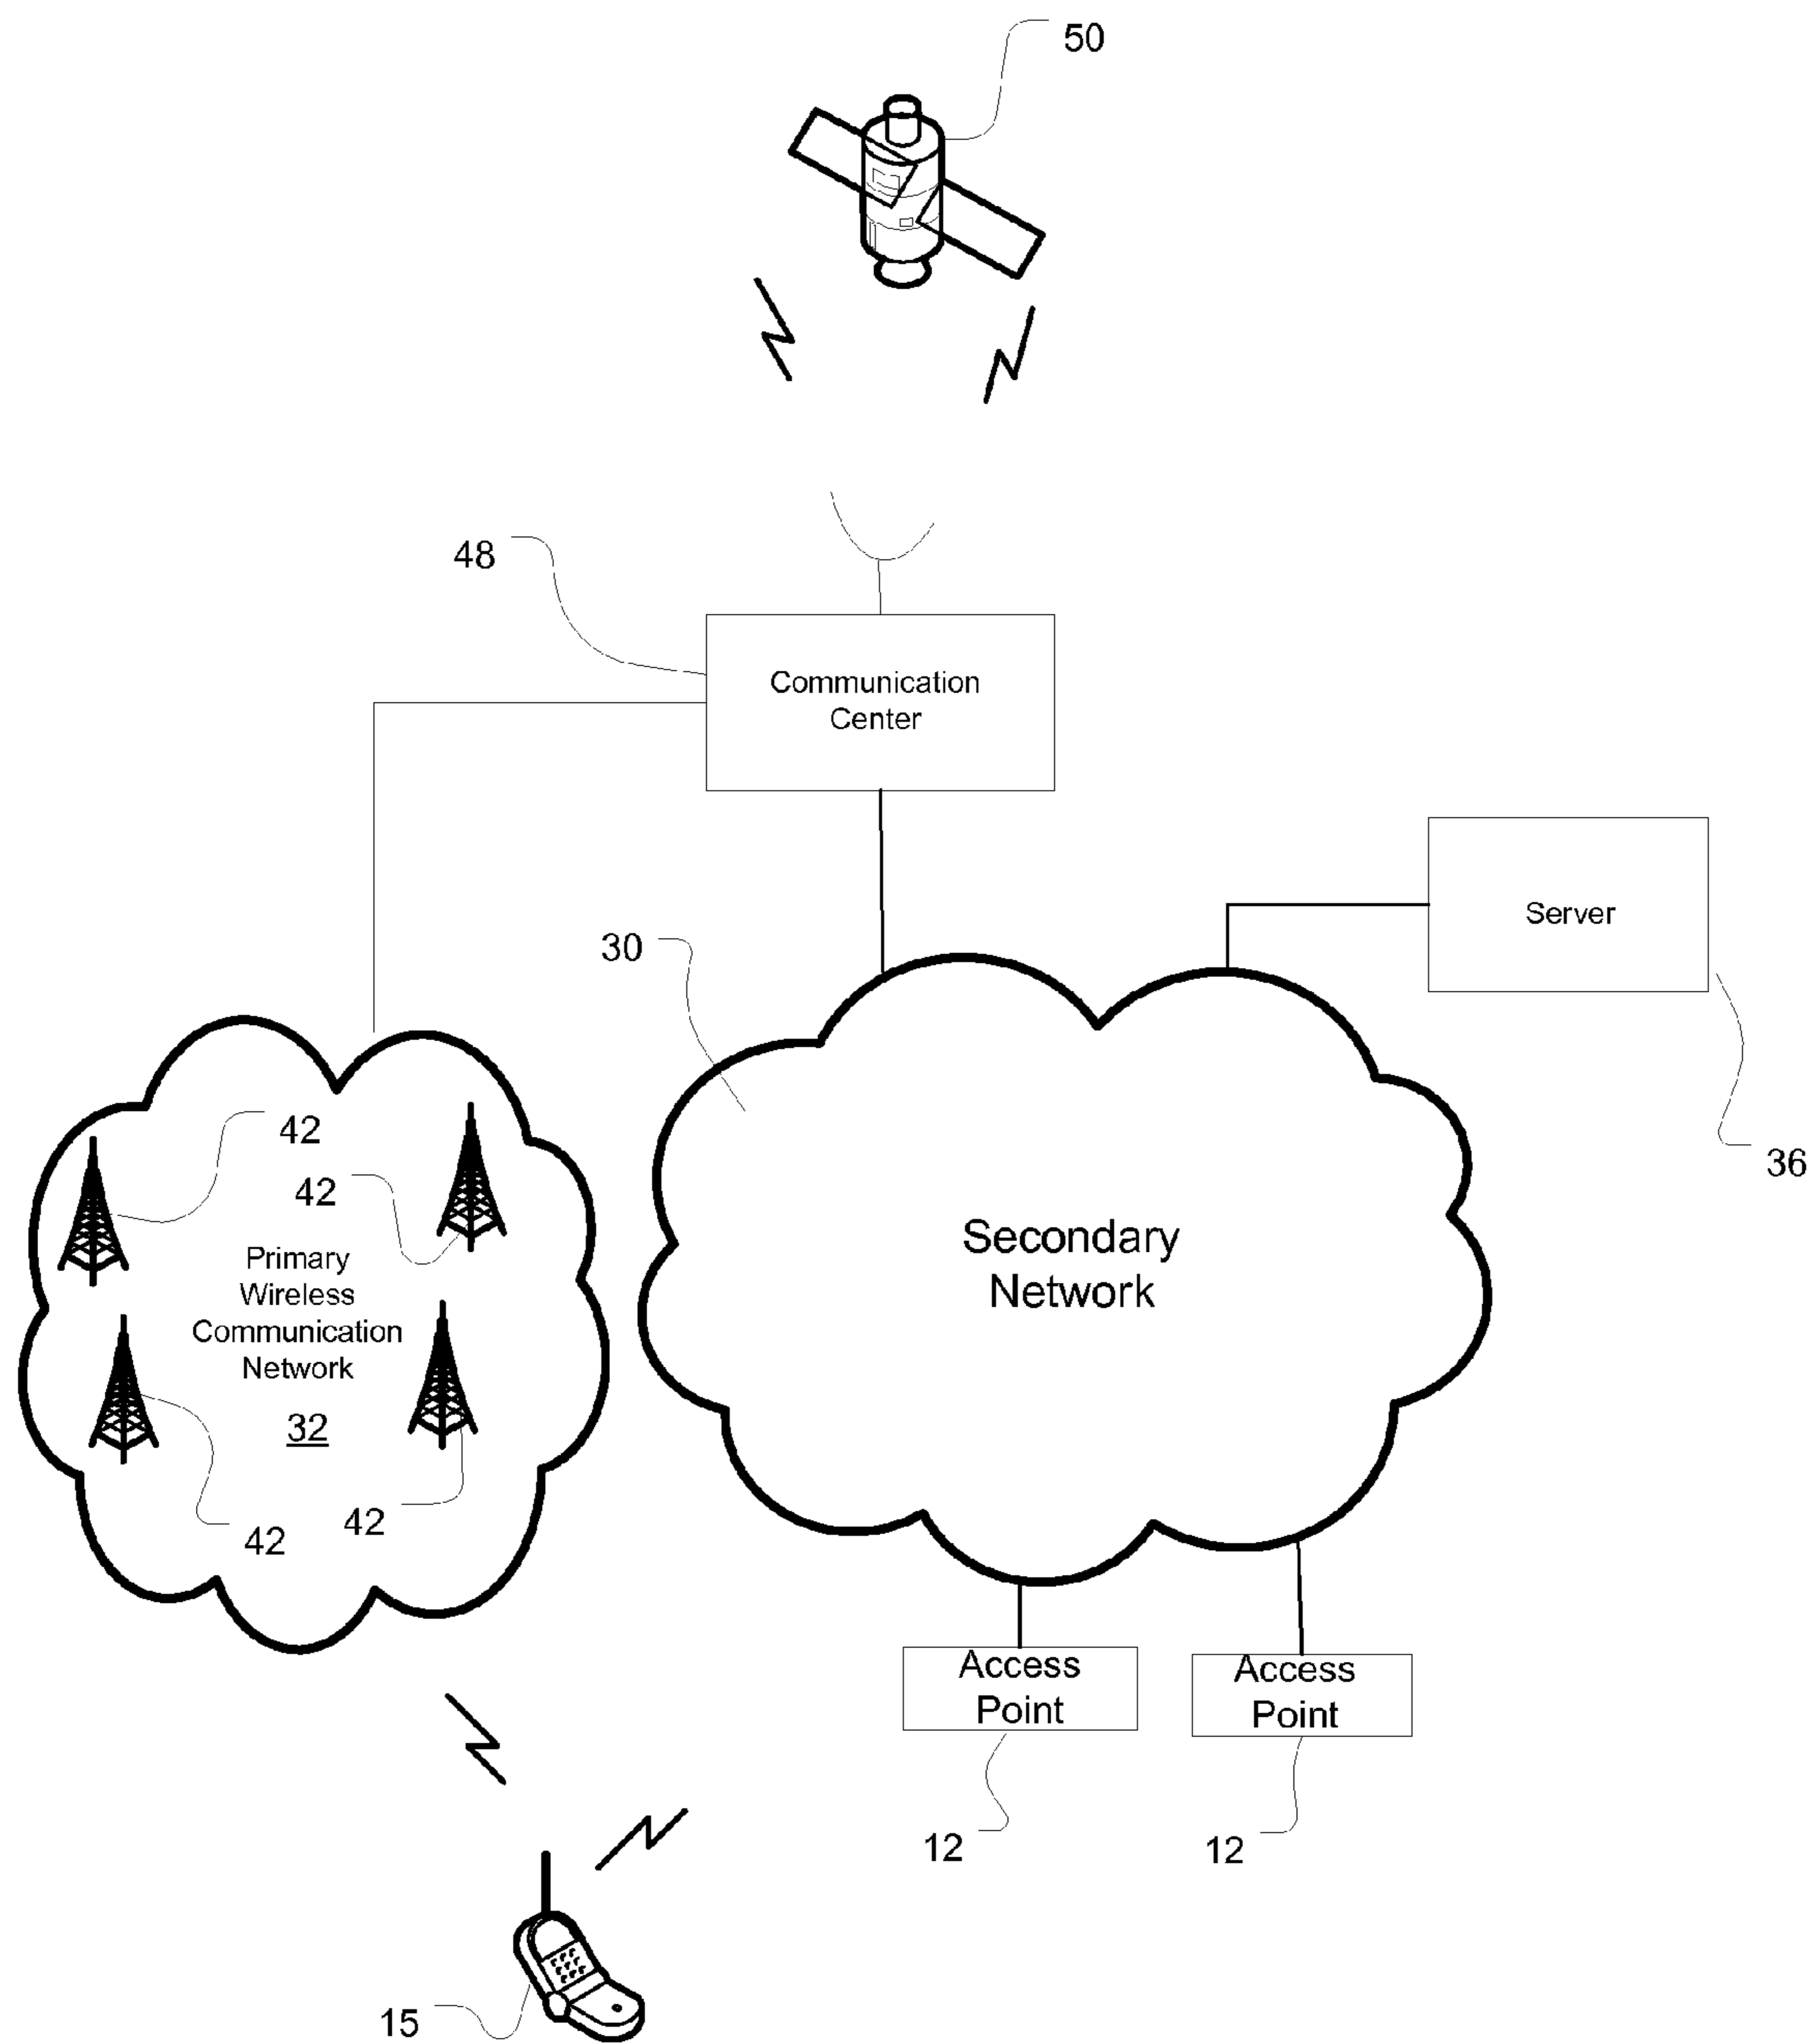 50
48
Communication
Center
Server
30
36
42
42
Primary
Wireless
Communication
Network
32
42
42
Secondary
Network
Access
Point
Access
Point
12
12
15